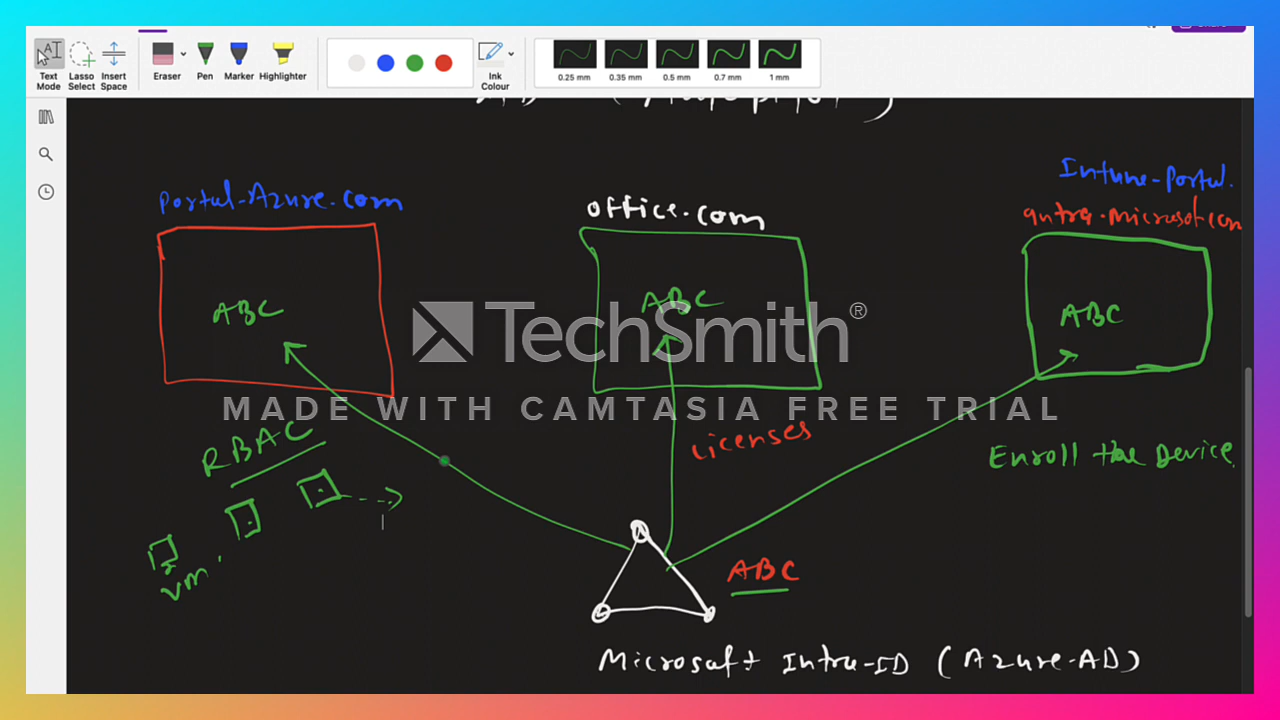 Text Mode
Lasso Select
Insert Space
Eraser
Pen
Marker
Highlighter
Ink Colour
0.25 mm
0.35 mm
0.5 mm
0.7 mm
1 mm
Portal-Azure.com
office.com
Intune-Portal.
ABC
ABC
ABC
TechSmith®
MADE WITH CAMTASIA FREE TRIAL
RBAC
Licenses
Enroll the Device.
vm.
ABC
Microsoft Intra-ID (Azure-AD)